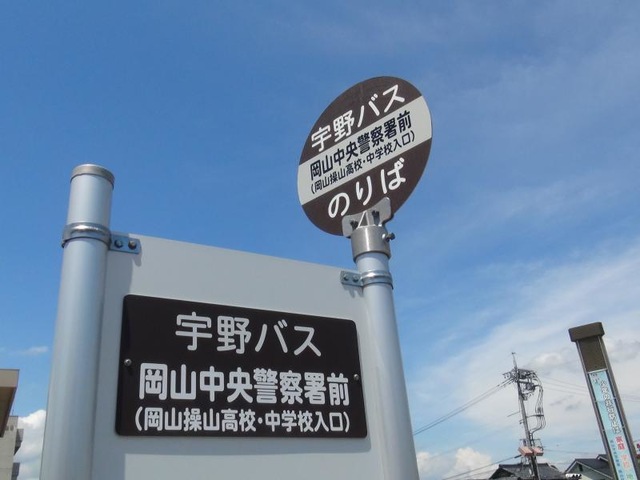 宇野バス
岡山中央警察署前
(岡山操山高校・中学校入口)
のりば
宇野バス
岡山中央警察署前
(岡山操山高校・中学校入口)